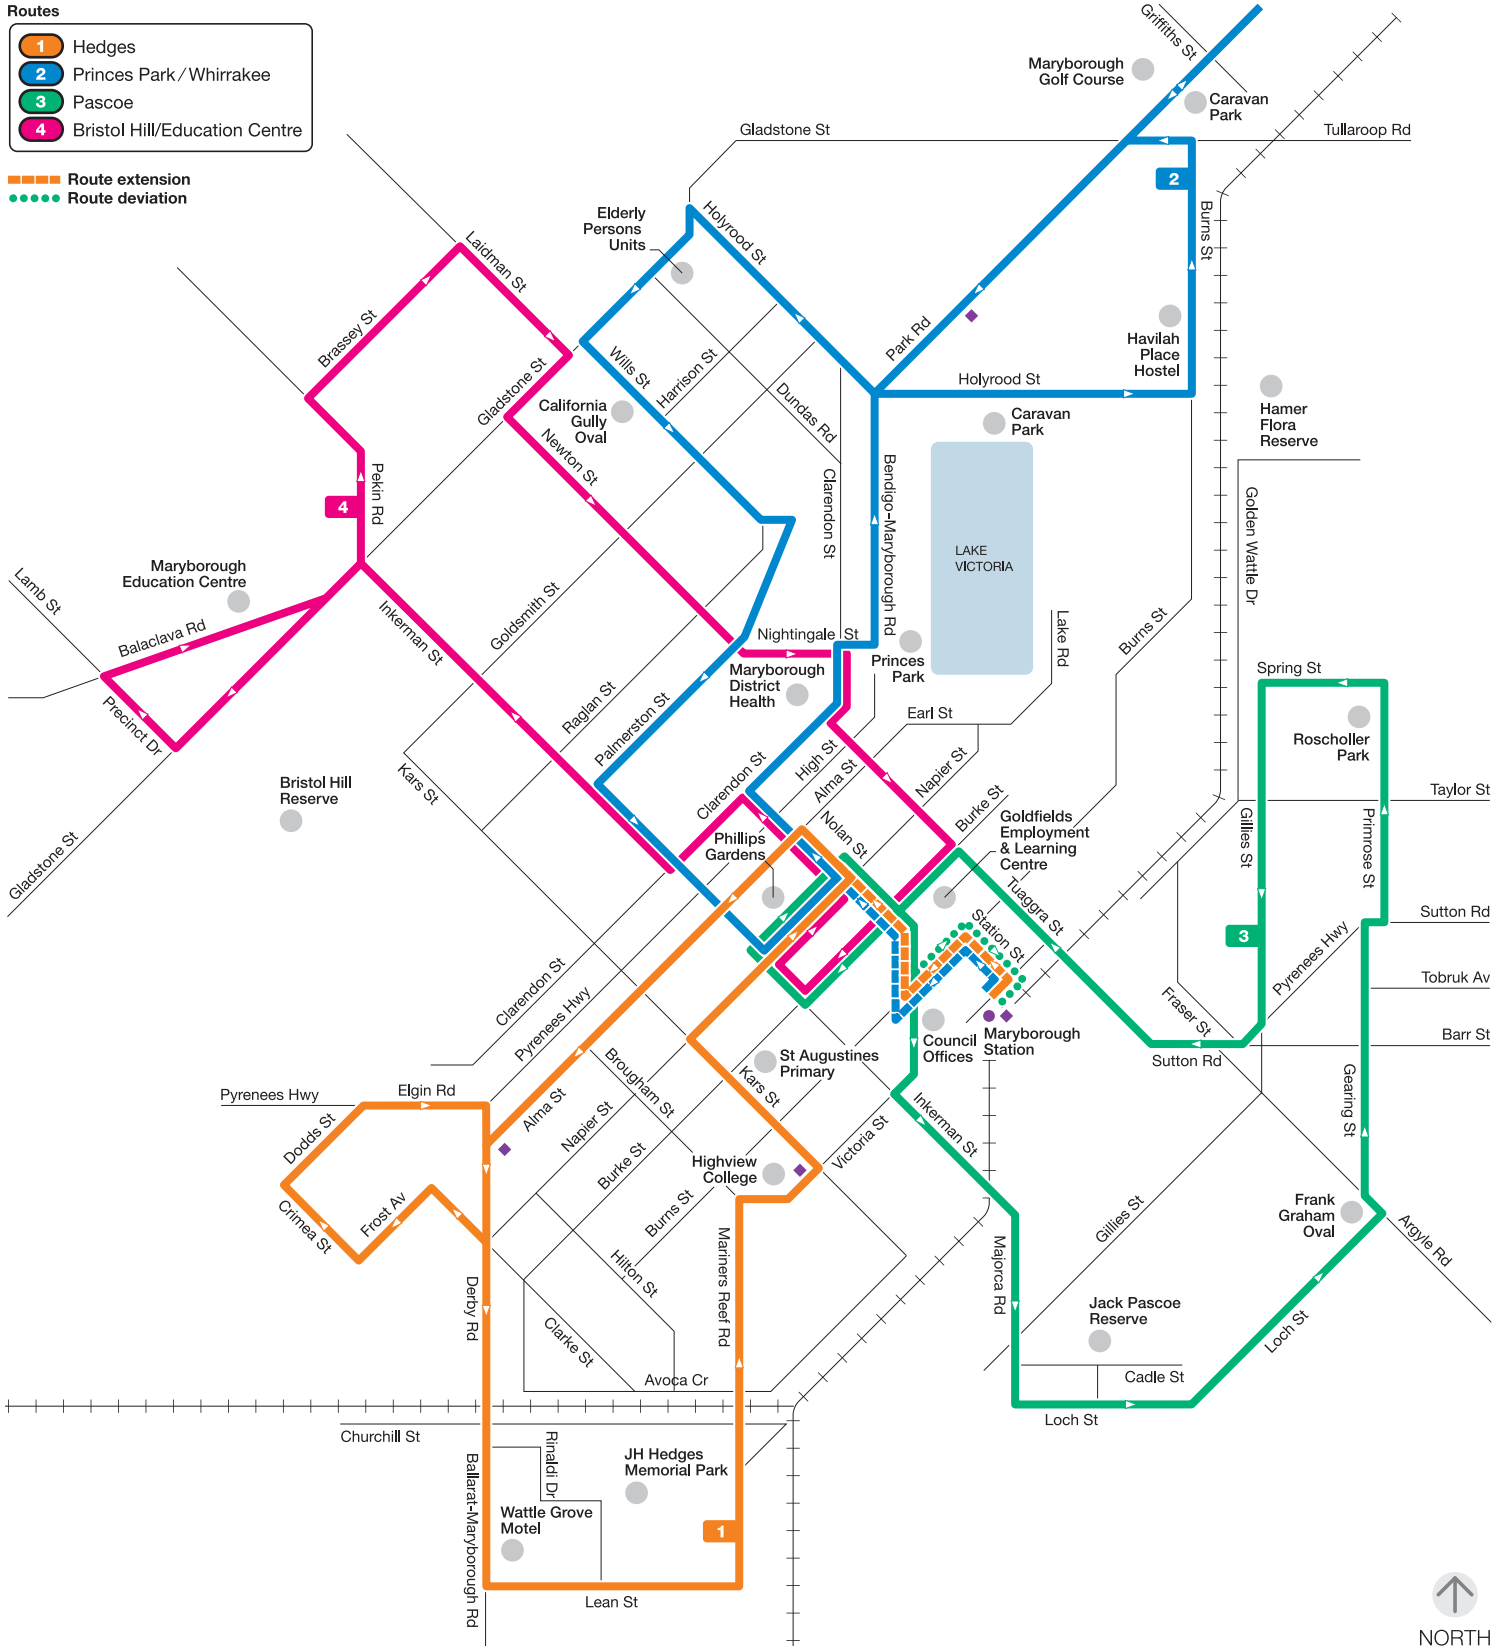 Routes
1 Hedges
2 Princes Park / Whirrakee
3 Pascoe
4 Bristol Hill/Education Centre
Route extension
Route deviation
Griffiths St
Maryborough
Golf Course
Caravan
Park
Gladstone St
Tullaroop Rd
2
Elderly
Persons
Units
Holyrood St
Burns St
Laidman St
Brassey St
Park Rd
Havilah
Place
Hostel
Wills St
Harrison St
Gladstone St
Dundas Rd
Holyrood St
California
Gully
Oval
Caravan
Park
Hamer
Flora
Reserve
Newton St
Pekin Rd
4
Clarendon St
Bendigo-Maryborough Rd
Golden Wattle Dr
LAKE
VICTORIA
Maryborough
Education Centre
Lamb St
Balaclava Rd
Inkerman St
Goldsmith St
Nightingale St
Lake Rd
Burns St
Princes
Park
Spring St
Maryborough
District
Health
Precinct Dr
Raglan St
Palmerston St
Earl St
Roscholler
Park
Kars St
Bristol Hill
Reserve
Clarendon St
High St
Alma St
Napier St
Burke St
Taylor St
Nolan St
Goldfields
Employment
& Learning
Centre
Phillips
Gardens
Gillies St
Primrose St
Gladstone St
Tuaggra St
Station St
Sutton Rd
3
Pyrenees Hwy
Clarendon St
Pyrenees Hwy
Tobruk Av
Fraser St
Council
Offices
Maryborough
Station
Barr St
Sutton Rd
St Augustines
Primary
Brougham St
Kars St
Pyrenees Hwy
Elgin Rd
Alma St
Napier St
Inkerman St
Gearing St
Dodds St
Victoria St
Burke St
Highview
College
Crimea St
Frost Av
Burns St
Gillies St
Frank
Graham
Oval
Argyle Rd
Hilton St
Mariners Reef Rd
Majorca Rd
Derby Rd
Clarke St
Jack Pascoe
Reserve
Loch St
Avoca Cr
Cadle St
Loch St
Churchill St
Rinaldi Dr
JH Hedges
Memorial Park
Ballarat-Maryborough Rd
Wattle Grove
Motel
1
Lean St
NORTH